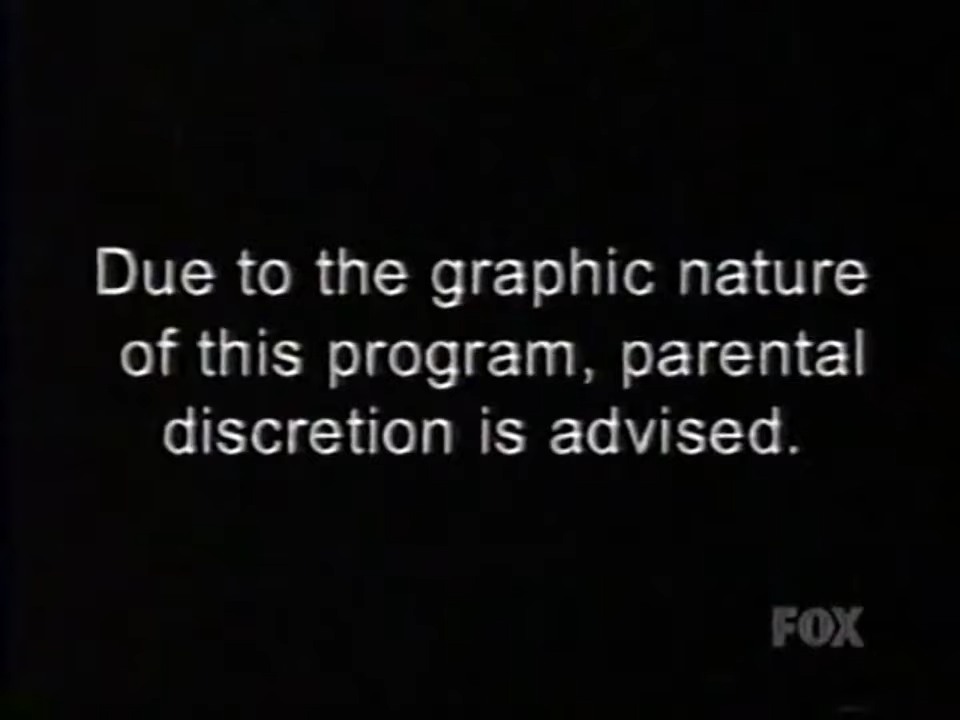 Due to the graphic nature
of this program, parental
discretion is advised.
FOX